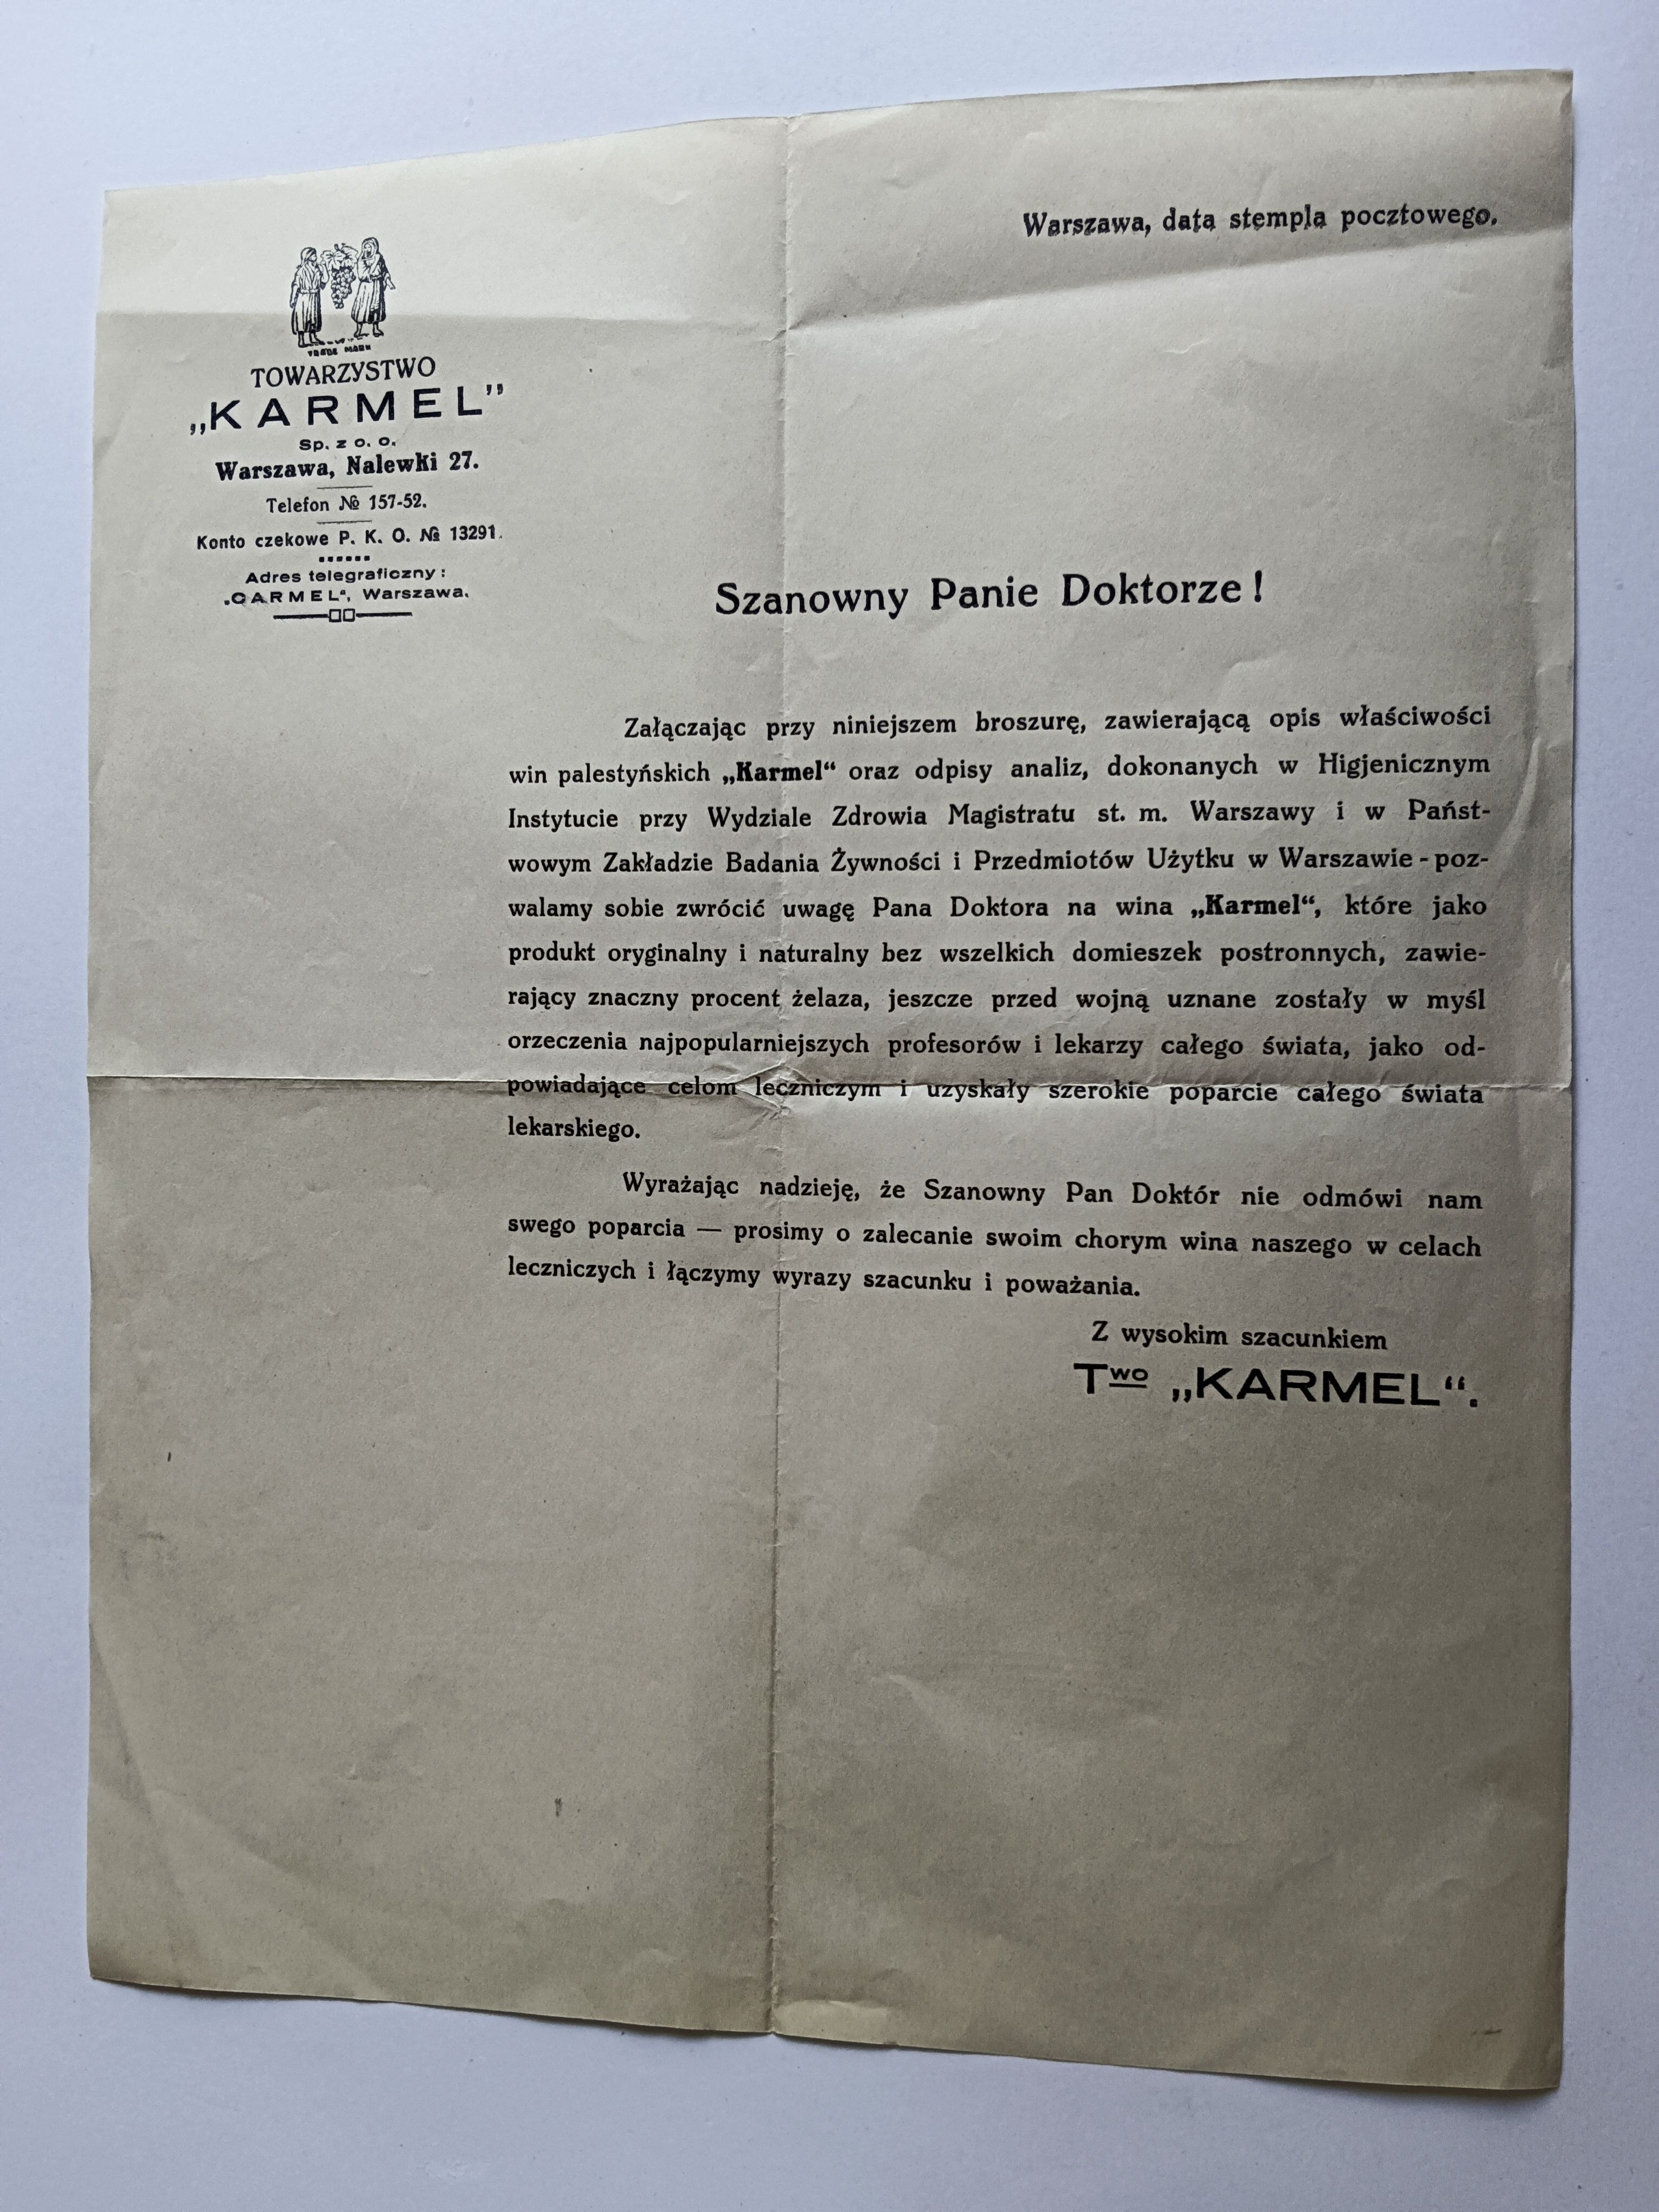 Warszawa, data stempla pocztowego.
TRADE MARK
TOWARZYSTWO
„KARMEL”
Sp. z o. o.
Warszawa, Nalewki 27.
Telefon № 157-52.
Konto czekowe P. K. O. № 13291.
Adres telegraficzny:
„CARMEL“, Warszawa.
Szanowny Panie Doktorze!
Załączając przy niniejszem broszurę, zawierającą opis właściwości
win palestyńskich „Karmel“ oraz odpisy analiz, dokonanych w Higjenicznym
Instytucie przy Wydziale Zdrowia Magistratu st. m. Warszawy i w Państ-
wowym Zakładzie Badania Żywności i Przedmiotów Użytku w Warszawie - poz-
walamy sobie zwrócić uwagę Pana Doktora na wina „Karmel“, które jako
produkt oryginalny i naturalny bez wszelkich domieszek postronnych, zawie-
rający znaczny procent żelaza, jeszcze przed wojną uznane zostały w myśl
orzeczenia najpopularniejszych profesorów i lekarzy całego świata, jako od-
powiadające celom leczniczym i uzyskały szerokie poparcie całego świata
lekarskiego.
Wyrażając nadzieję, że Szanowny Pan Doktór nie odmówi nam
swego poparcia — prosimy o zalecanie swoim chorym wina naszego w celach
leczniczych i łączymy wyrazy szacunku i poważania.
Z wysokim szacunkiem
Two „KARMEL“.